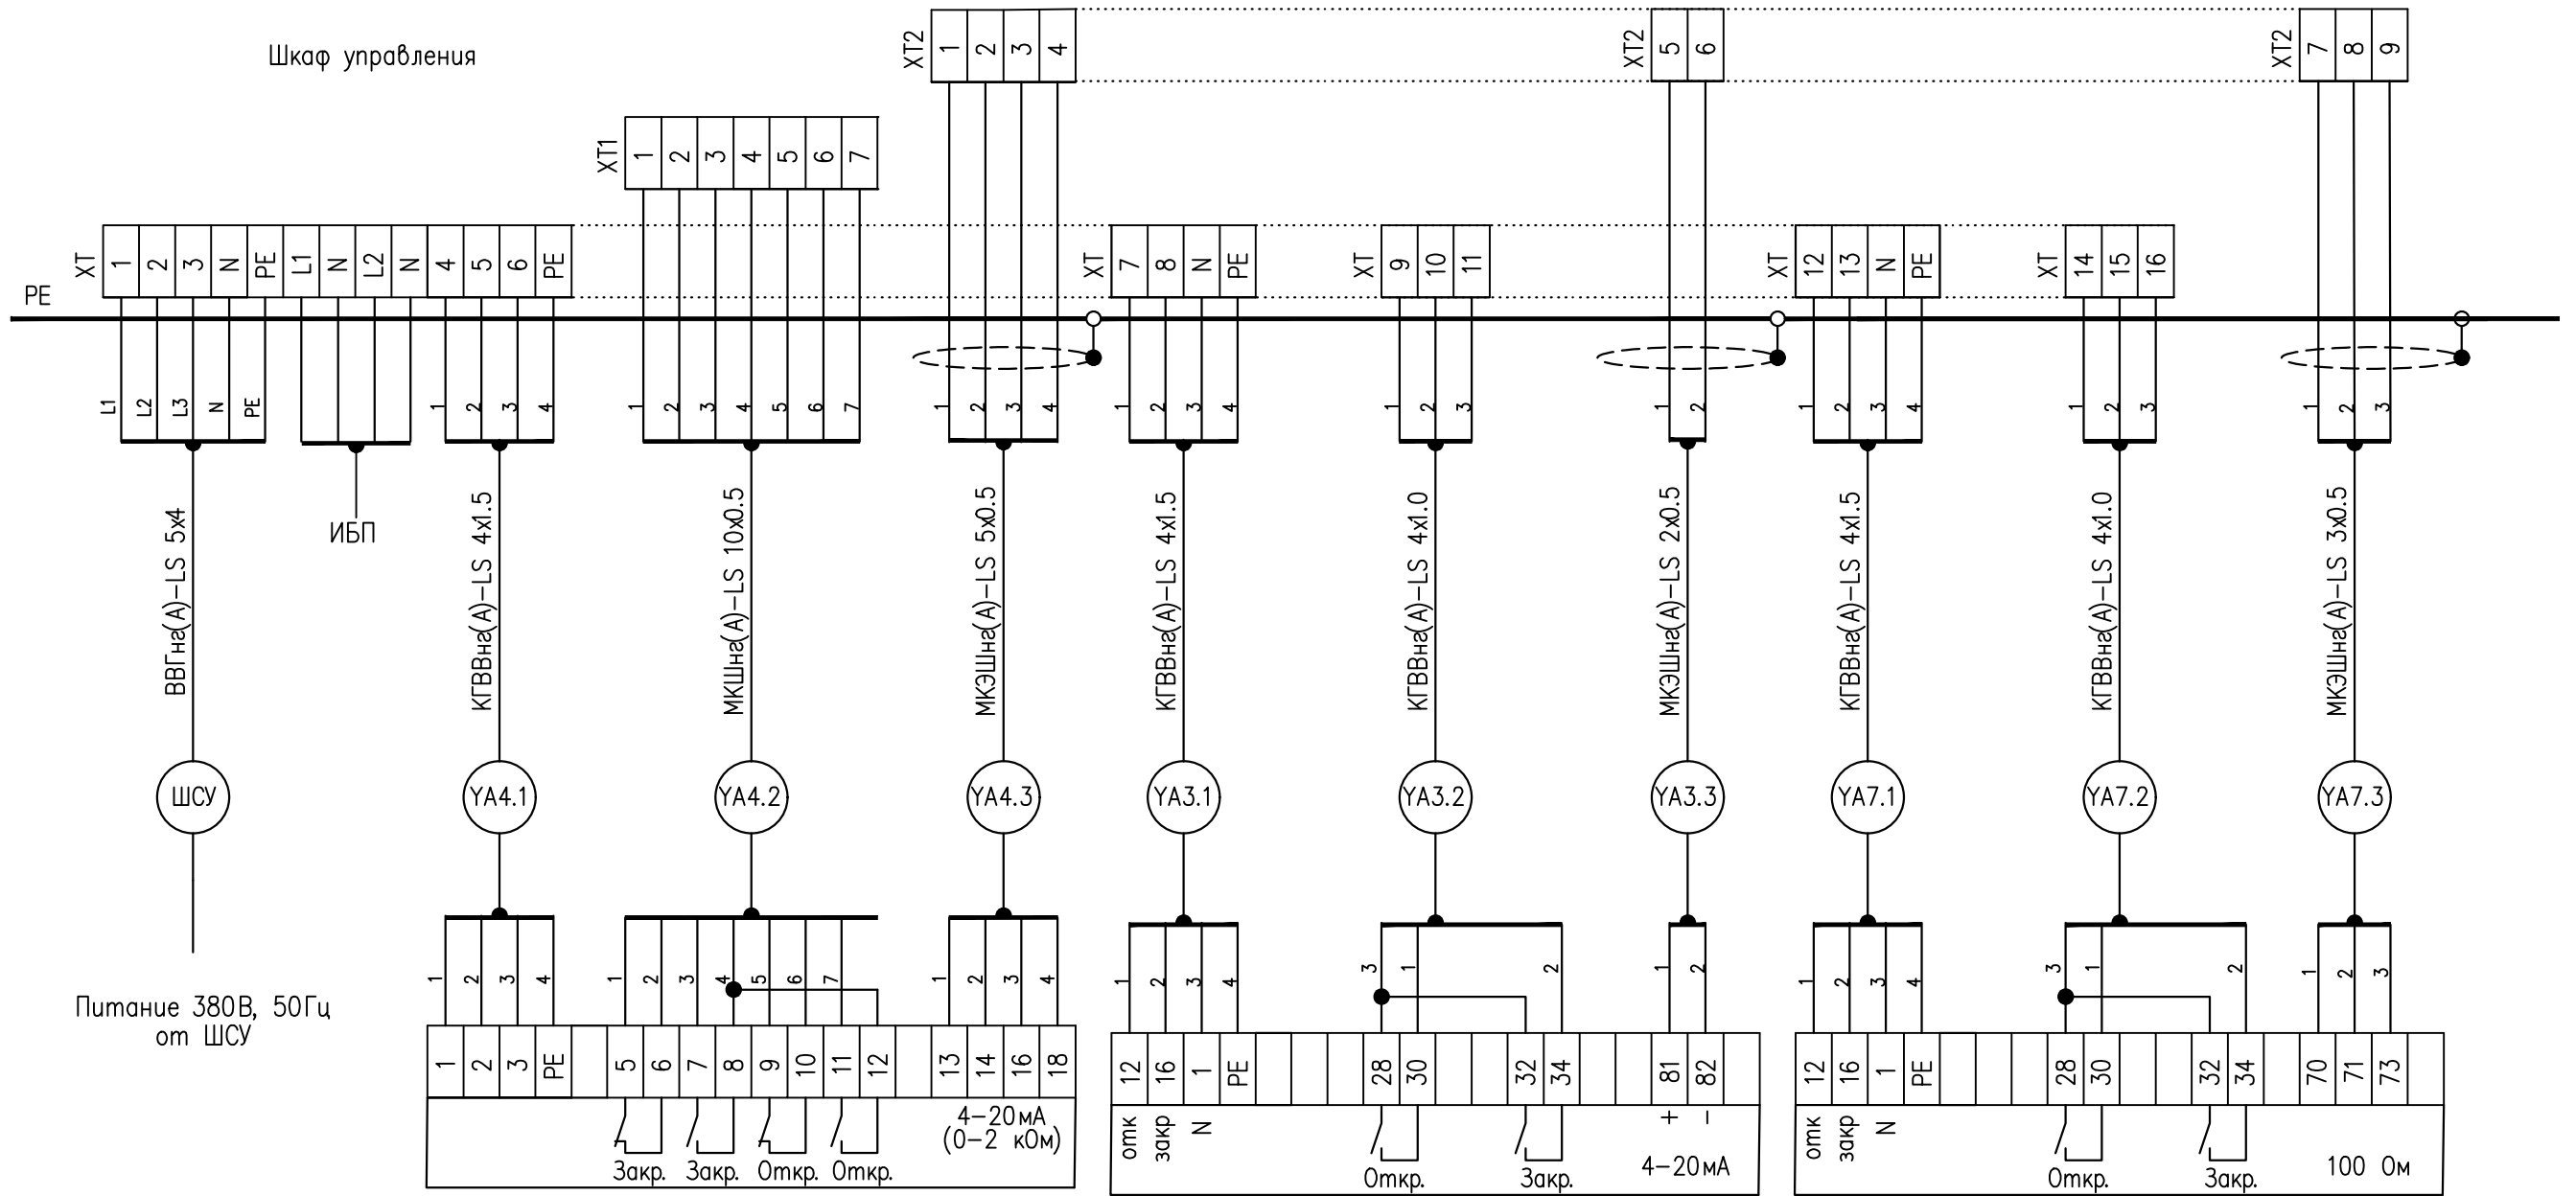 Шкаф управления
XT2 1 2 3 4
XT2 5 6
XT2 7 8 9
XT1 1 2 3 4 5 6 7
XT 1 2 3 N PE L1 N L2 N 4 5 6 PE
XT 7 8 N PE
XT 9 10 11
XT 12 13 N PE
XT 14 15 16
PE
L1 L2 L3 N PE
1 2 3 4
1 2 3 4 5 6 7
1 2 3 4
1 2 3 4
1 2 3
1 2
1 2 3 4
1 2 3
1 2 3
ВВГнг(А)-LS 5x4
ИБП
КГВВнг(А)-LS 4x1.5
МКШнг(А)-LS 10x0.5
МКЭШнг(А)-LS 5x0.5
КГВВнг(А)-LS 4x1.5
КГВВнг(А)-LS 4x1.0
МКЭШнг(А)-LS 2x0.5
КГВВнг(А)-LS 4x1.5
КГВВнг(А)-LS 4x1.0
МКЭШнг(А)-LS 3x0.5
ШСУ
YA4.1
YA4.2
YA4.3
YA3.1
YA3.2
YA3.3
YA7.1
YA7.2
YA7.3
Питание 380В, 50Гц
от ШСУ
1 2 3 4
1 2 3 4 5 6 7
1 2 3 4
1 2 3 4
3 1 2
1 2
1 2 3 4
3 1 2
1 2 3
1 2 3 PE
5 6 7 8 9 10 11 12
13 14 16 18
12 16 1 PE
28 30 32 34
81 82
12 16 1 PE
28 30 32 34
70 71 73
4-20мА
(0-2 кОм)
Закр. Закр. Откр. Откр.
отк закр N
Откр. Закр.
+ -
4-20мА
отк закр N
Откр. Закр.
100 Ом